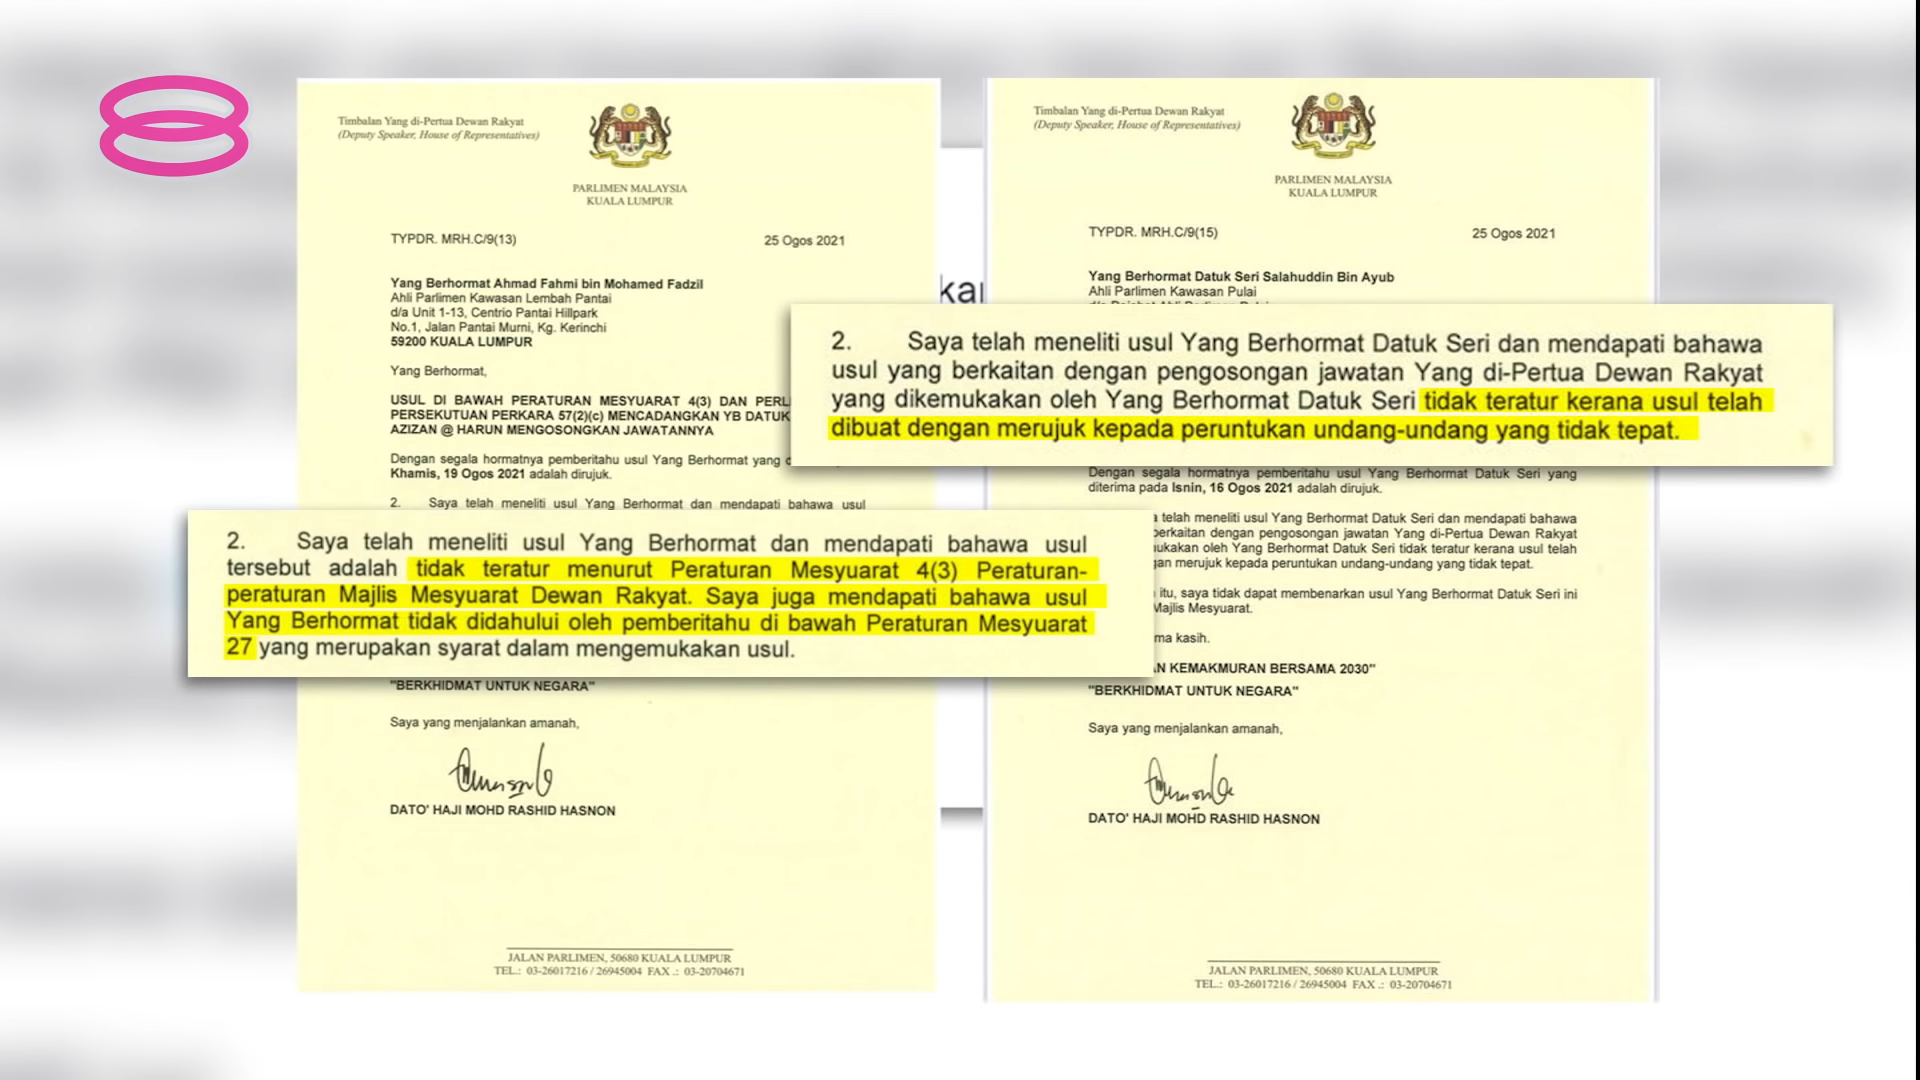 Timbalan Yang di-Pertua Dewan Rakyat
(Deputy Speaker, House of Representatives)
PARLIMEN MALAYSIA
KUALA LUMPUR
TYPDR. MRH.C/9(13)
25 Ogos 2021
Yang Berhormat Ahmad Fahmi bin Mohamed Fadzil
Ahli Parlimen Kawasan Lembah Pantai
d/a Unit 1-13, Centrio Pantai Hillpark
No.1, Jalan Pantai Murni, Kg. Kerinchi
59200 KUALA LUMPUR
Yang Berhormat,
USUL DI BAWAH PERATURAN MESYUARAT 4(3) DAN
PERSEKUTUAN PERKARA 57(2)(c) MENCADANGKAN YB DATUK
AZIZAN @ HARUN MENGOSONGKAN JAWATANNYA
Dengan segala hormatnya pemberitahu usul Yang Berhormat yang
Khamis, 19 Ogos 2021 adalah dirujuk.
2. Saya telah meneliti usul Yang Berhormat dan mendapati bahawa usul
2. Saya telah meneliti usul Yang Berhormat dan mendapati bahawa usul
tersebut adalah tidak teratur menurut Peraturan Mesyuarat 4(3) Peraturan-
peraturan Majlis Mesyuarat Dewan Rakyat. Saya juga mendapati bahawa usul
Yang Berhormat tidak didahului oleh pemberitahu di bawah Peraturan Mesyuarat
27 yang merupakan syarat dalam mengemukakan usul.
"BERKHIDMAT UNTUK NEGARA"
Saya yang menjalankan amanah,
DATO' HAJI MOHD RASHID HASNON
JALAN PARLIMEN, 50680 KUALA LUMPUR
TEL.: 03-26017216 / 26945004 FAX .: 03-20704671
Timbalan Yang di-Pertua Dewan Rakyat
(Deputy Speaker, House of Representatives)
PARLIMEN MALAYSIA
KUALA LUMPUR
TYPDR. MRH.C/9(15)
25 Ogos 2021
Yang Berhormat Datuk Seri Salahuddin Bin Ayub
Ahli Parlimen Kawasan Pulai
2. Saya telah meneliti usul Yang Berhormat Datuk Seri dan mendapati bahawa
usul yang berkaitan dengan pengosongan jawatan Yang di-Pertua Dewan Rakyat
yang dikemukakan oleh Yang Berhormat Datuk Seri tidak teratur kerana usul telah
dibuat dengan merujuk kepada peruntukan undang-undang yang tidak tepat.
Dengan segala hormatnya pemberitahu usul Yang Berhormat Datuk Seri yang
diterima pada Isnin, 16 Ogos 2021 adalah dirujuk.
telah meneliti usul Yang Berhormat Datuk Seri dan mendapati bahawa
berkaitan dengan pengosongan jawatan Yang di-Pertua Dewan Rakyat
oleh Yang Berhormat Datuk Seri tidak teratur kerana usul telah
merujuk kepada peruntukan undang-undang yang tidak tepat.
itu, saya tidak dapat membenarkan usul Yang Berhormat Datuk Seri ini
Majlis Mesyuarat.
kasih.
KEMAKMURAN BERSAMA 2030"
"BERKHIDMAT UNTUK NEGARA"
Saya yang menjalankan amanah,
DATO' HAJI MOHD RASHID HASNON
JALAN PARLIMEN, 50680 KUALA LUMPUR
TEL.: 03-26017216 / 26945004 FAX .: 03-20704671